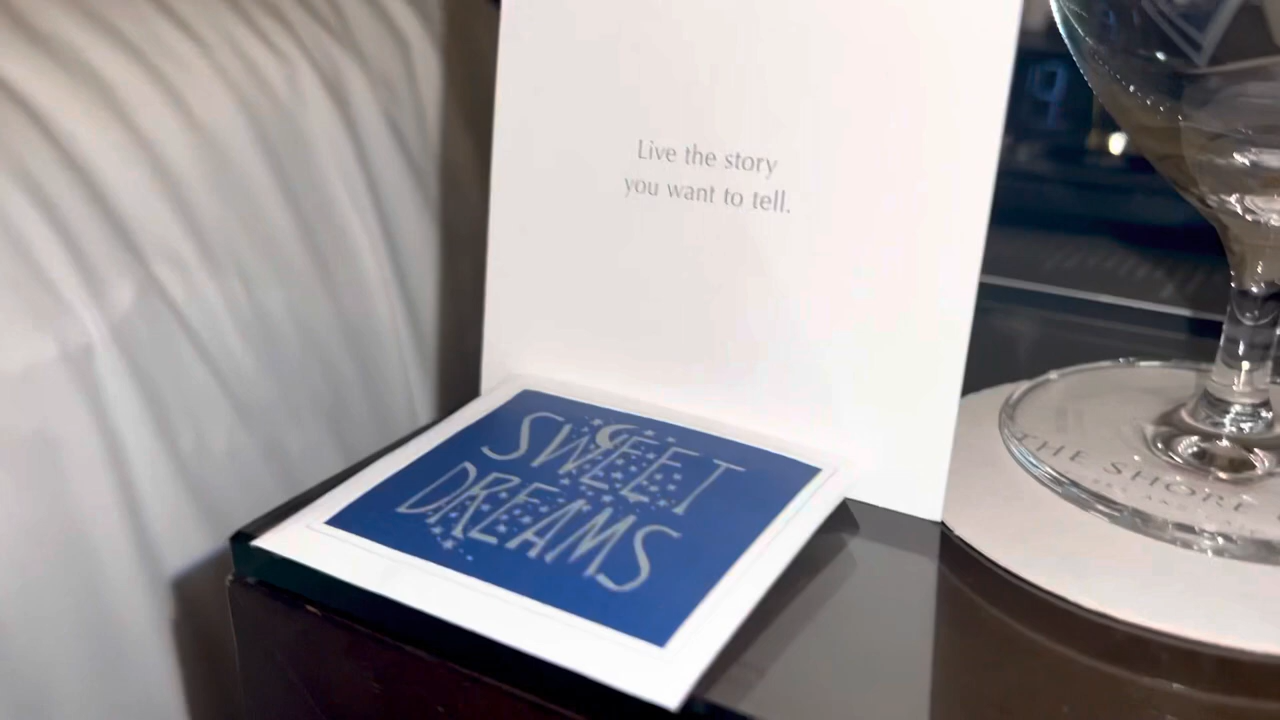 Live the story
you want to tell.
SWEET
DREAMS
THE SHORE